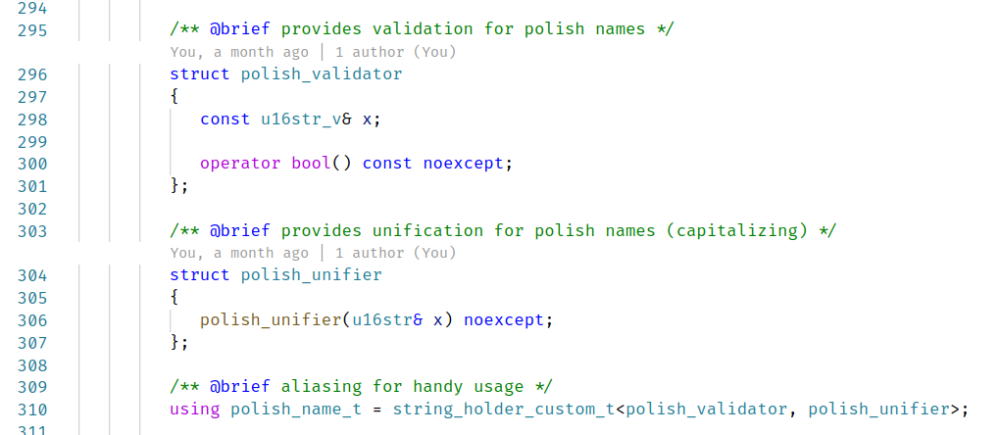 294
295 /** @brief provides validation for polish names */
You, a month ago | 1 author (You)
296 struct polish_validator
297 {
298 const u16str_v& x;
299
300 operator bool() const noexcept;
301 };
302
303 /** @brief provides unification for polish names (capitalizing) */
You, a month ago | 1 author (You)
304 struct polish_unifier
305 {
306 polish_unifier(u16str& x) noexcept;
307 };
308
309 /** @brief aliasing for handy usage */
310 using polish_name_t = string_holder_custom_t<polish_validator, polish_unifier>;
311